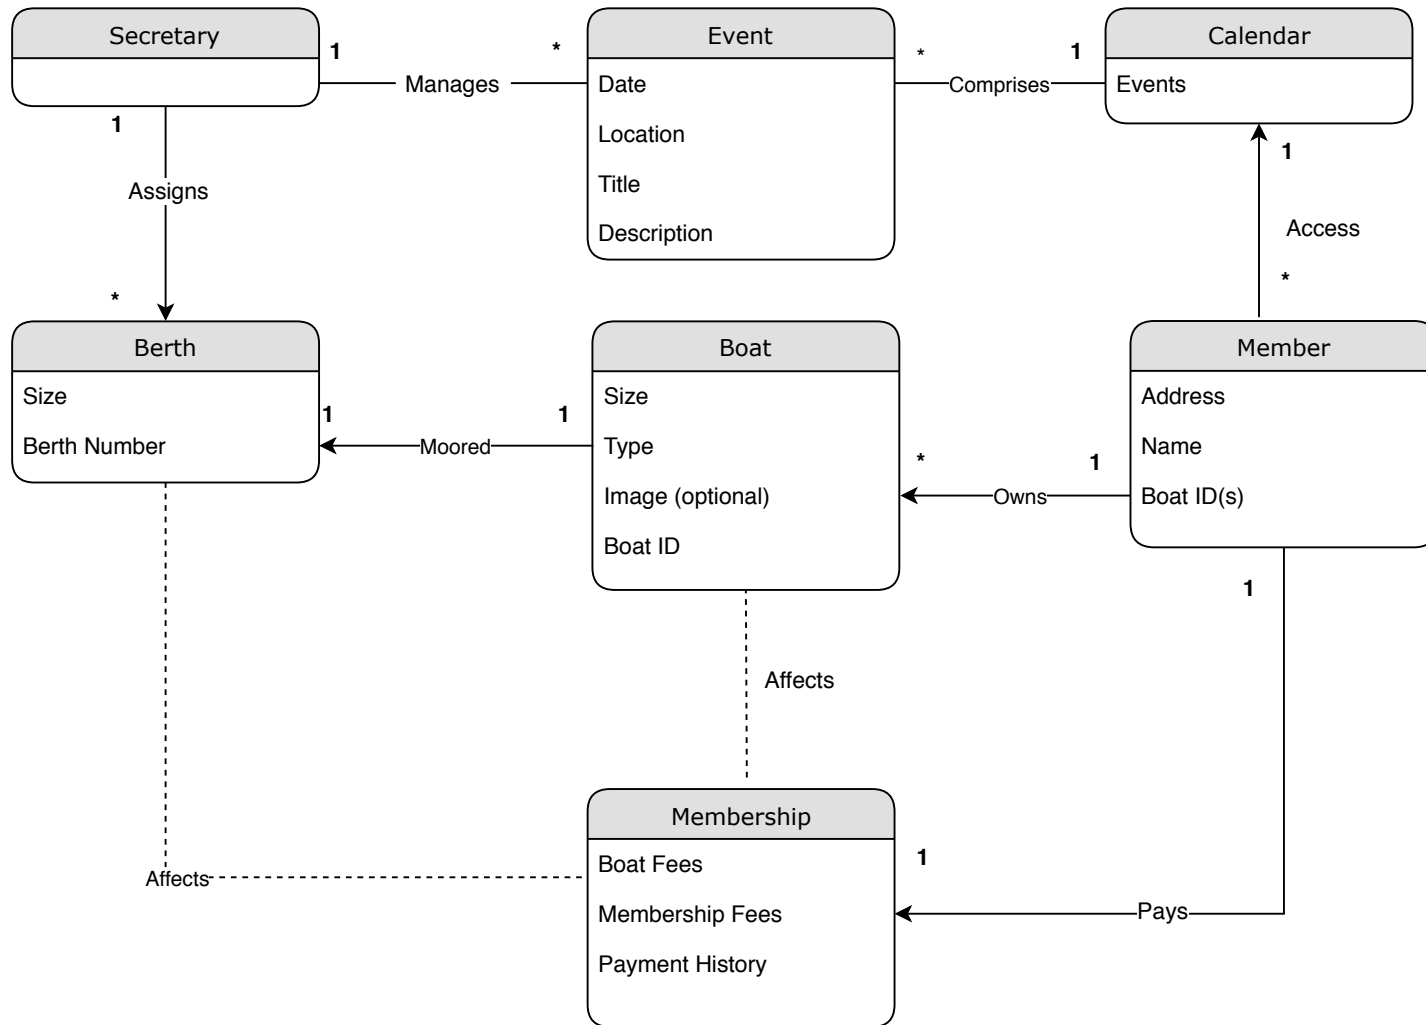 Secretary
Event
Calendar
1
*
*
1
Manages
Date
Comprises
Events
1
Location
1
Assigns
Title
Access
Description
*
*
Berth
Boat
Member
Size
Size
Address
1
1
Berth Number
Moored
Type
Name
*
1
Image (optional)
Owns
Boat ID(s)
Boat ID
1
Affects
Membership
1
Boat Fees
Affects
Membership Fees
Pays
Payment History